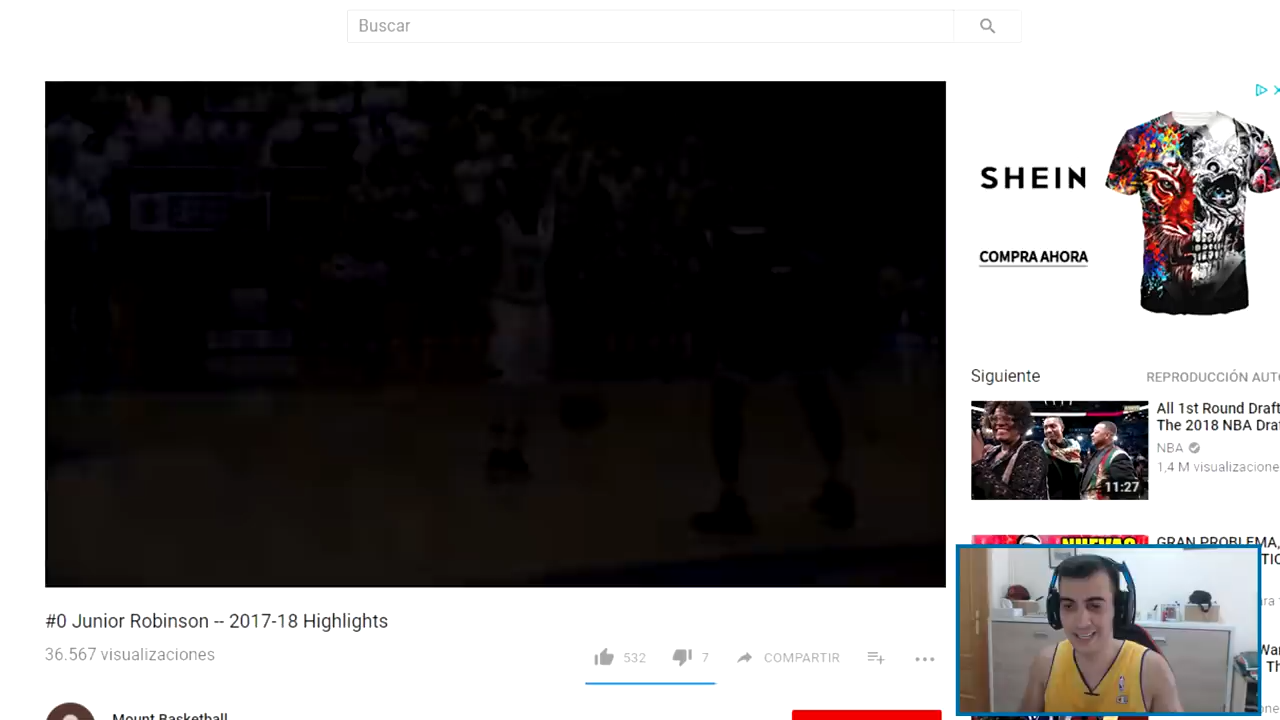 Buscar
SHEIN
COMPRA AHORA
#0 Junior Robinson -- 2017-18 Highlights
36.567 visualizaciones
532
7
COMPARTIR
Mount Basketball
Siguiente
REPRODUCCIÓN AUTO
All 1st Round Draft
The 2018 NBA Draf
NBA
1,4 M visualizacione
11:27
NUEVAS
GRAN PROBLEMA,